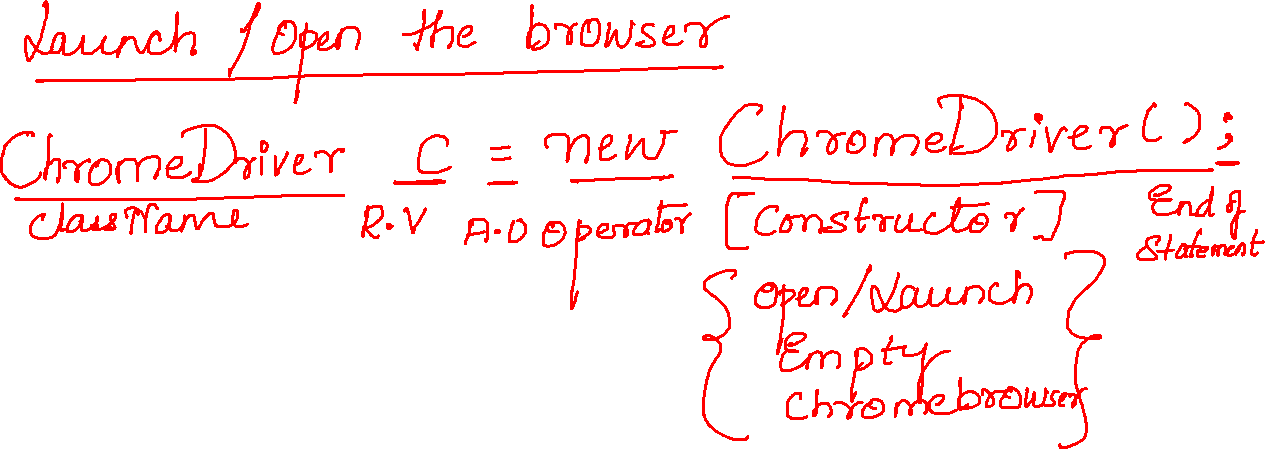 Launch / open the browser
ChromeDriver C = new ChromeDriver();
className R.V A.O operator [Constructor] End of Statement
{ open/Launch
Empty
Chromebrowser }